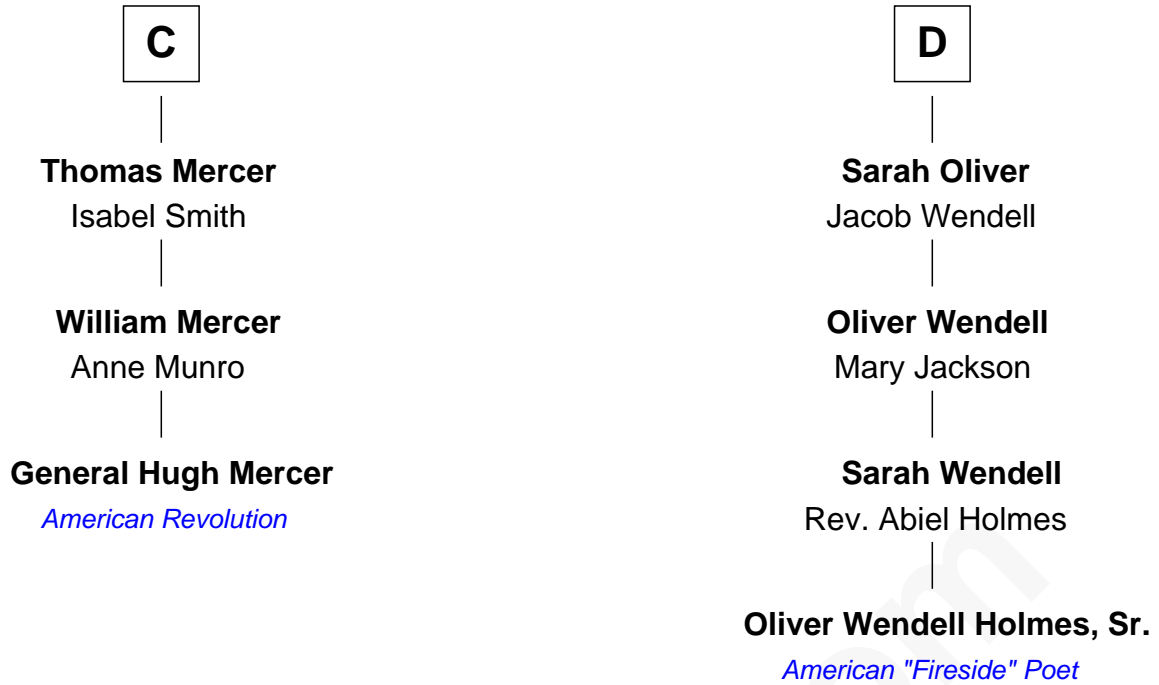 C
Thomas Mercer
Isabel Smith
William Mercer
Anne Munro
General Hugh Mercer
American Revolution
D
Sarah Oliver
Jacob Wendell
Oliver Wendell
Mary Jackson
Sarah Wendell
Rev. Abiel Holmes
Oliver Wendell Holmes, Sr.
American "Fireside" Poet